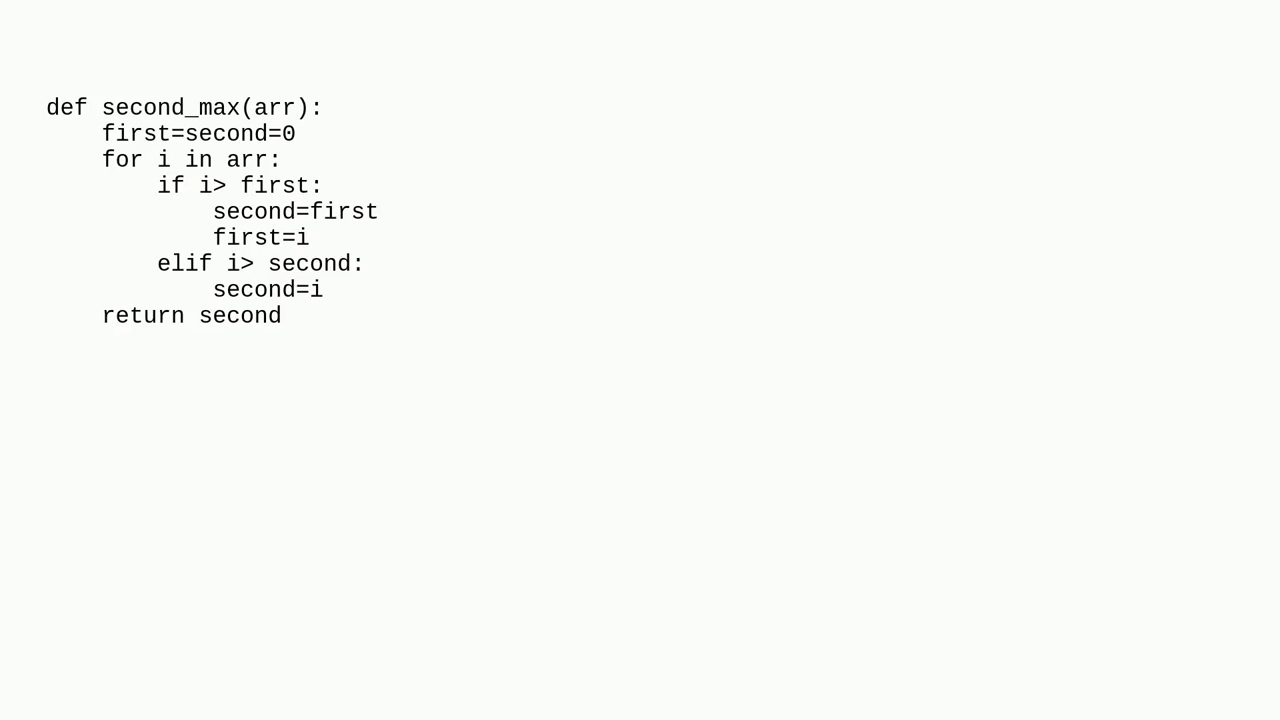 def second_max(arr):
    first=second=0
    for i in arr:
        if i> first:
            second=first
            first=i
        elif i> second:
            second=i
    return second